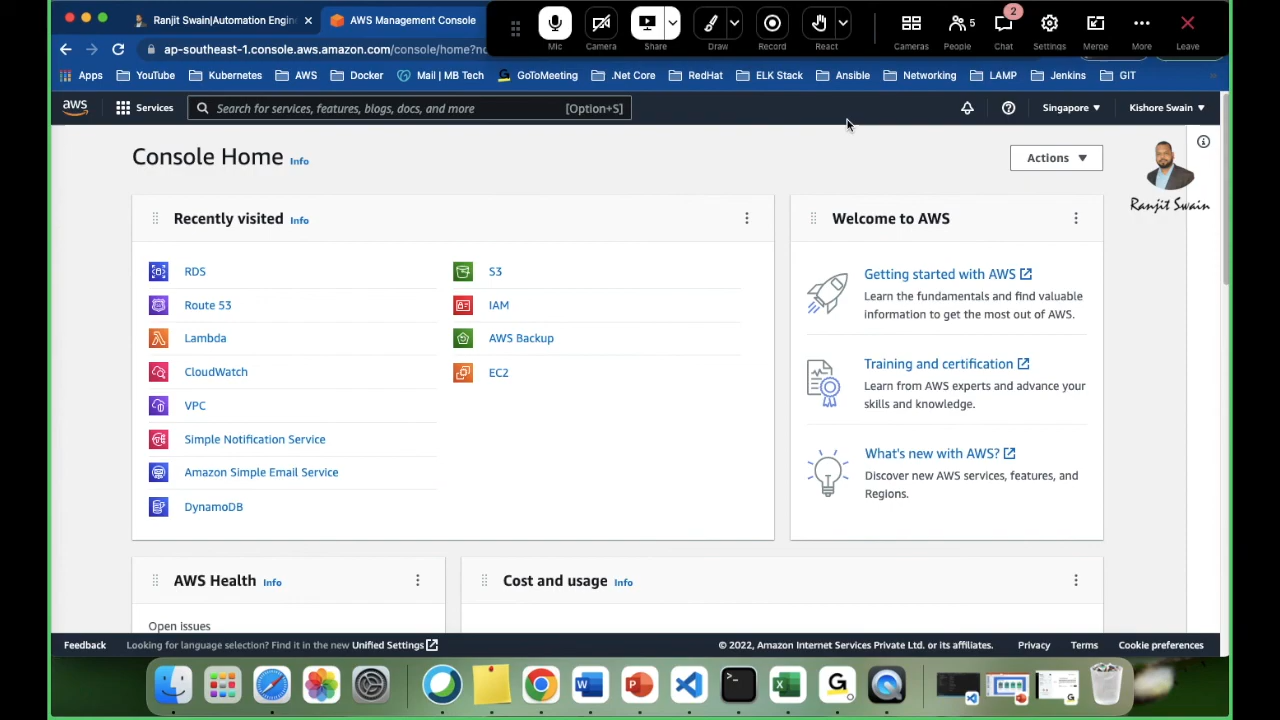 Ranjit Swain|Automation Engin
AWS Management Console
Mic
Camera
Share
Draw
Record
React
Cameras
People
5
Chat
2
Settings
Merge
More
Leave
ap-southeast-1.console.aws.amazon.com/console/home?n
Apps
YouTube
Kubernetes
AWS
Docker
Mail | MB Tech
GoToMeeting
.Net Core
RedHat
ELK Stack
Ansible
Networking
LAMP
Jenkins
GIT
aws
Services
Search for services, features, blogs, docs, and more
[Option+S]
Singapore
Kishore Swain
Console Home Info
Actions
Ranjit Swain
Recently visited Info
RDS
Route 53
Lambda
CloudWatch
VPC
Simple Notification Service
Amazon Simple Email Service
DynamoDB
S3
IAM
AWS Backup
EC2
Welcome to AWS
Getting started with AWS
Learn the fundamentals and find valuable
information to get the most out of AWS.
Training and certification
Learn from AWS experts and advance your
skills and knowledge.
What's new with AWS?
Discover new AWS services, features, and
Regions.
AWS Health Info
Open issues
Cost and usage Info
Feedback
Looking for language selection? Find it in the new Unified Settings
© 2022, Amazon Internet Services Private Ltd. or its affiliates.
Privacy
Terms
Cookie preferences